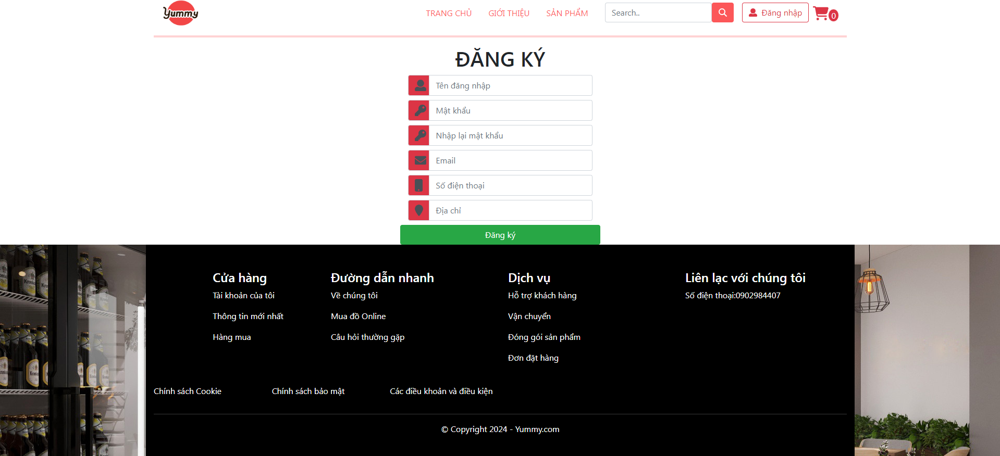 Yummy
TRANG CHỦ GIỚI THIỆU SẢN PHẨM Search.. Đăng nhập 0
ĐĂNG KÝ
Tên đăng nhập
Mật khẩu
Nhập lại mật khẩu
Email
Số điện thoại
Địa chỉ
Đăng ký
Cửa hàng
Tài khoản của tôi
Thông tin mới nhất
Hàng mua
Đường dẫn nhanh
Về chúng tôi
Mua đồ Online
Câu hỏi thường gặp
Dịch vụ
Hỗ trợ khách hàng
Vận chuyển
Đóng gói sản phẩm
Đơn đặt hàng
Liên lạc với chúng tôi
Số điện thoại:0902984407
Chính sách Cookie Chính sách bảo mật Các điều khoản và điều kiện
© Copyright 2024 - Yummy.com